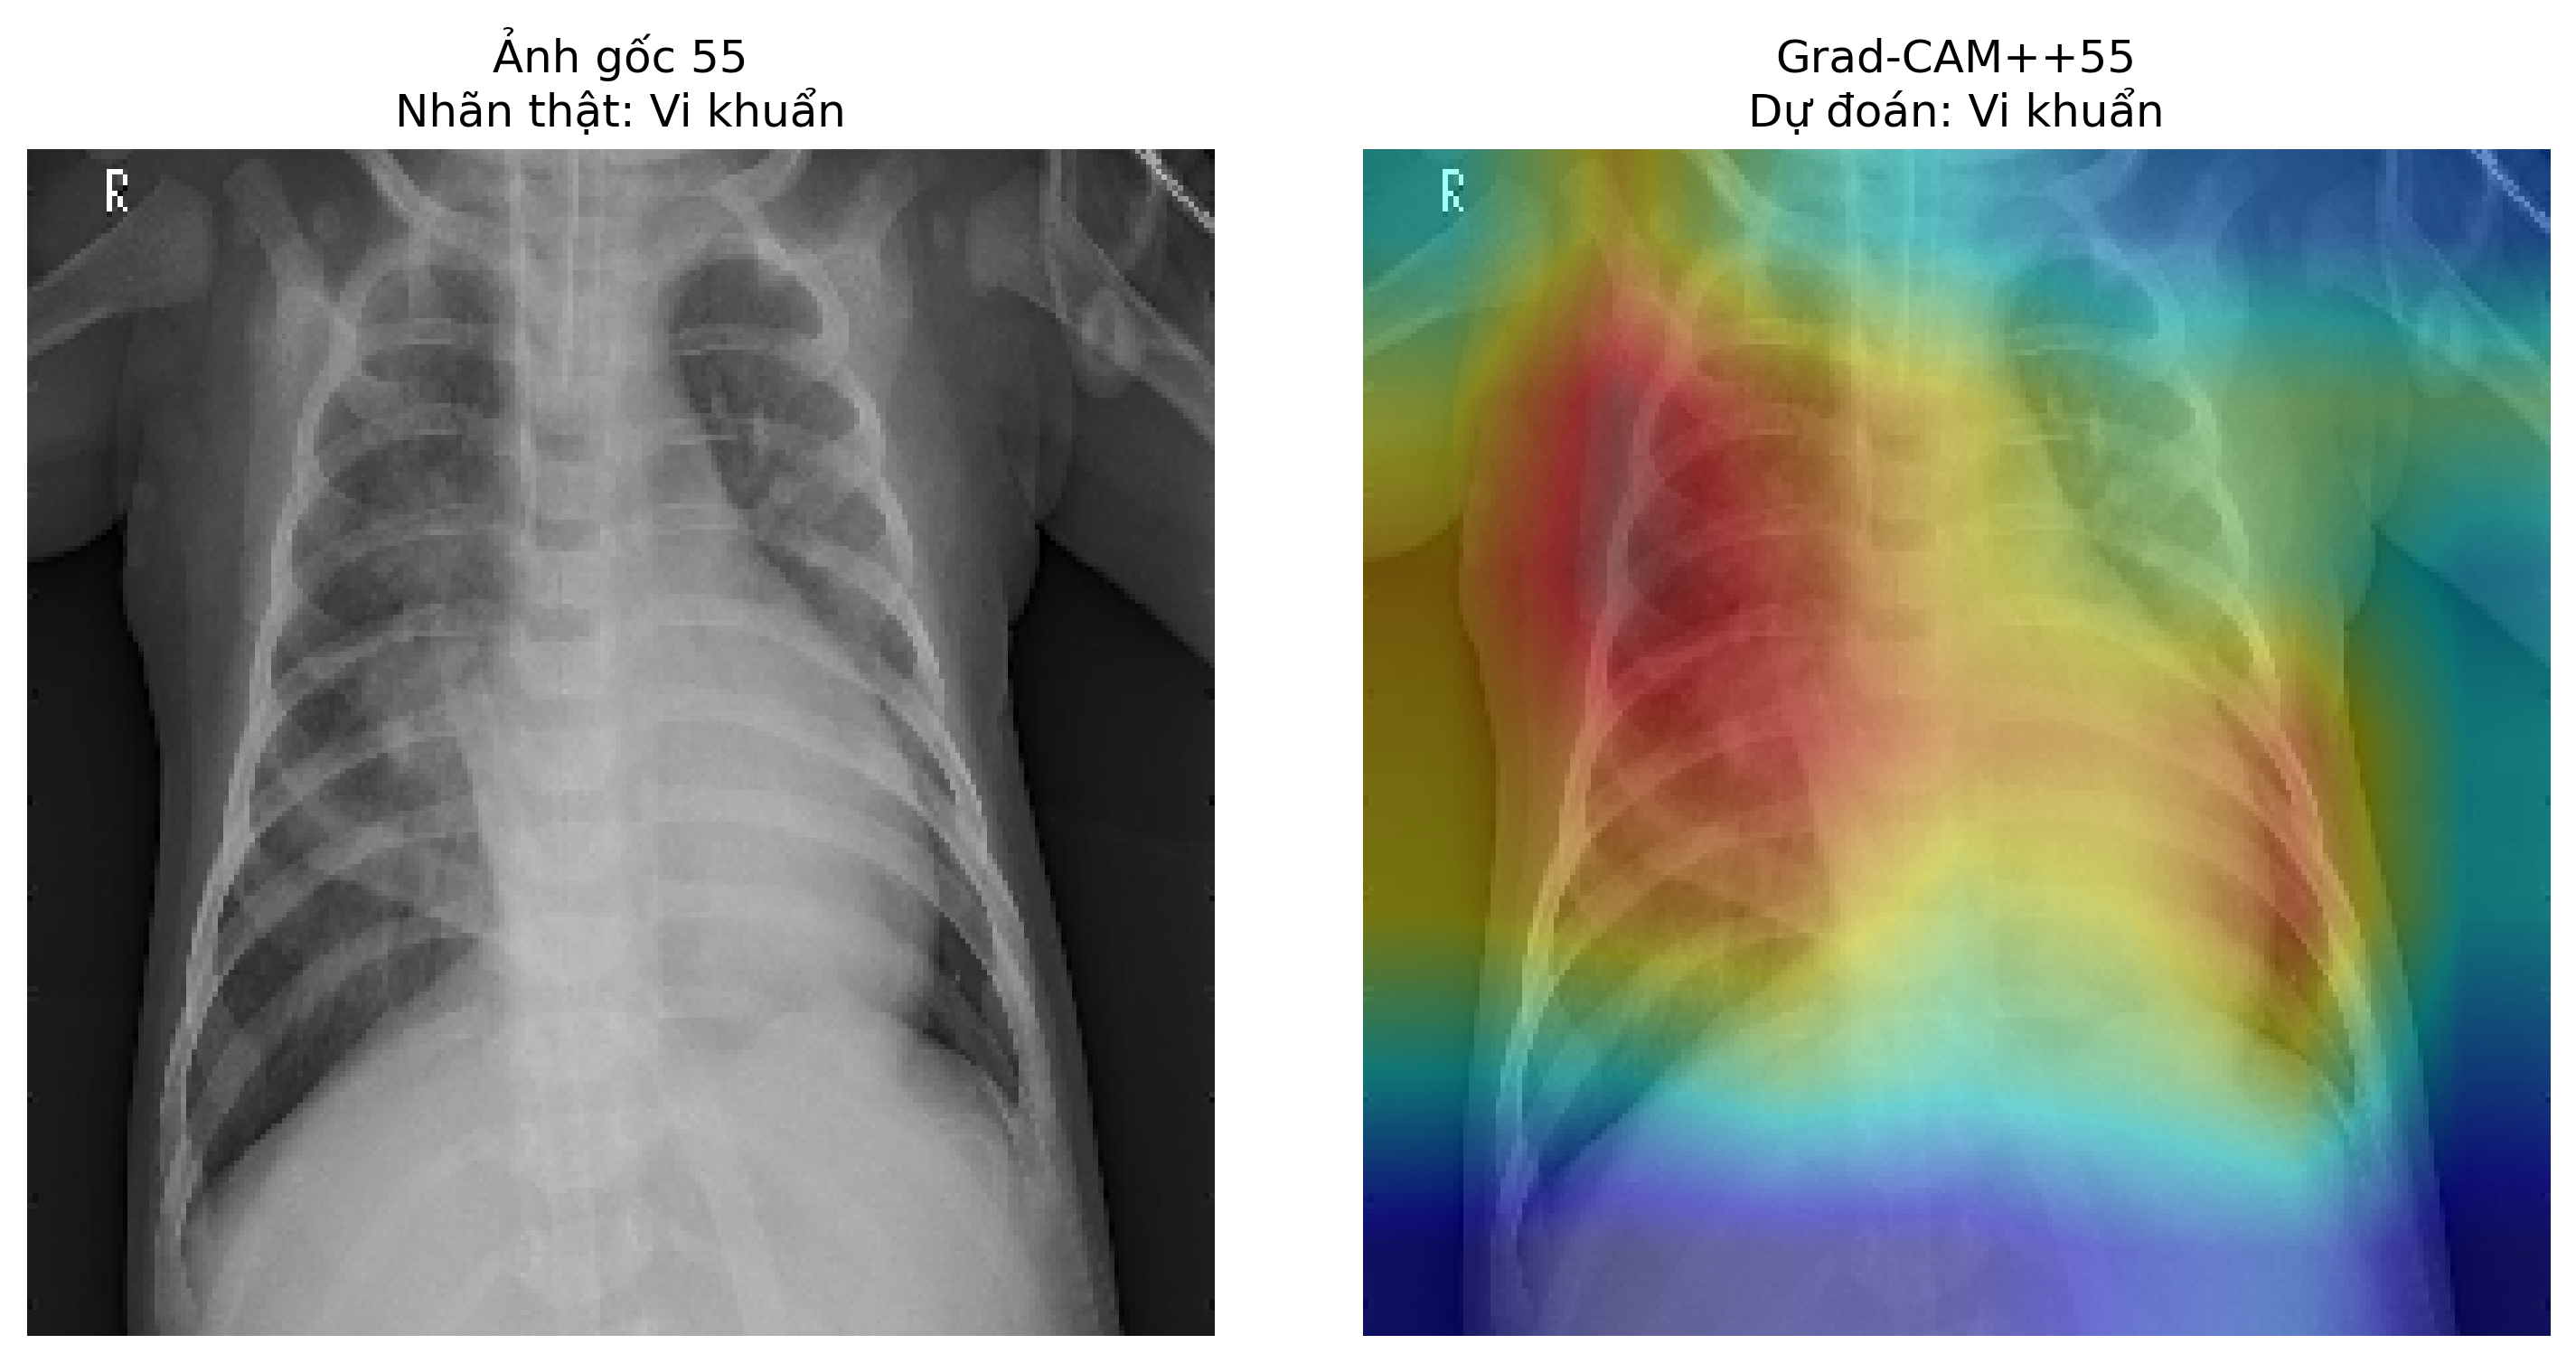 Ảnh gốc 55
Nhãn thật: Vi khuẩn
R
Grad-CAM++55
Dự đoán: Vi khuẩn
R